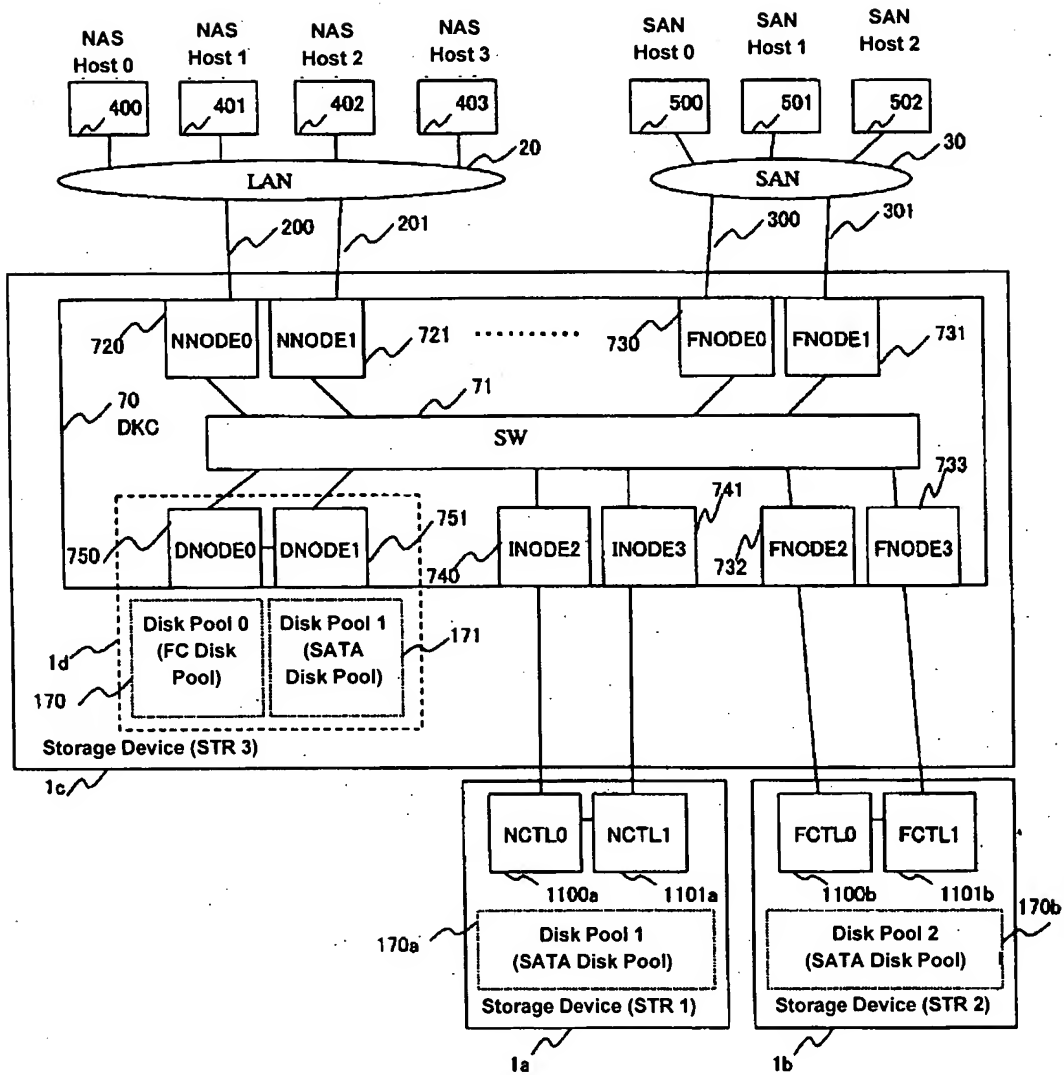 NAS Host 0
NAS Host 1
NAS Host 2
NAS Host 3
SAN Host 0
SAN Host 1
SAN Host 2
400
401
402
403
500
501
502
20
30
LAN
SAN
200
201
300
301
720
NNODE0
NNODE1
721
730
FNODE0
FNODE1
731
70
DKC
71
SW
733
741
750
DNODE0
DNODE1
751
740
INODE2
INODE3
732
FNODE2
FNODE3
1d
170
Disk Pool 0
(FC Disk
Pool)
Disk Pool 1
(SATA
Disk Pool)
171
Storage Device (STR 3)
1c
NCTL0
NCTL1
FCTL0
FCTL1
1100a
1101a
1100b
1101b
170a
170b
Disk Pool 1
(SATA Disk Pool)
Disk Pool 2
(SATA Disk Pool)
Storage Device (STR 1)
Storage Device (STR 2)
1a
1b